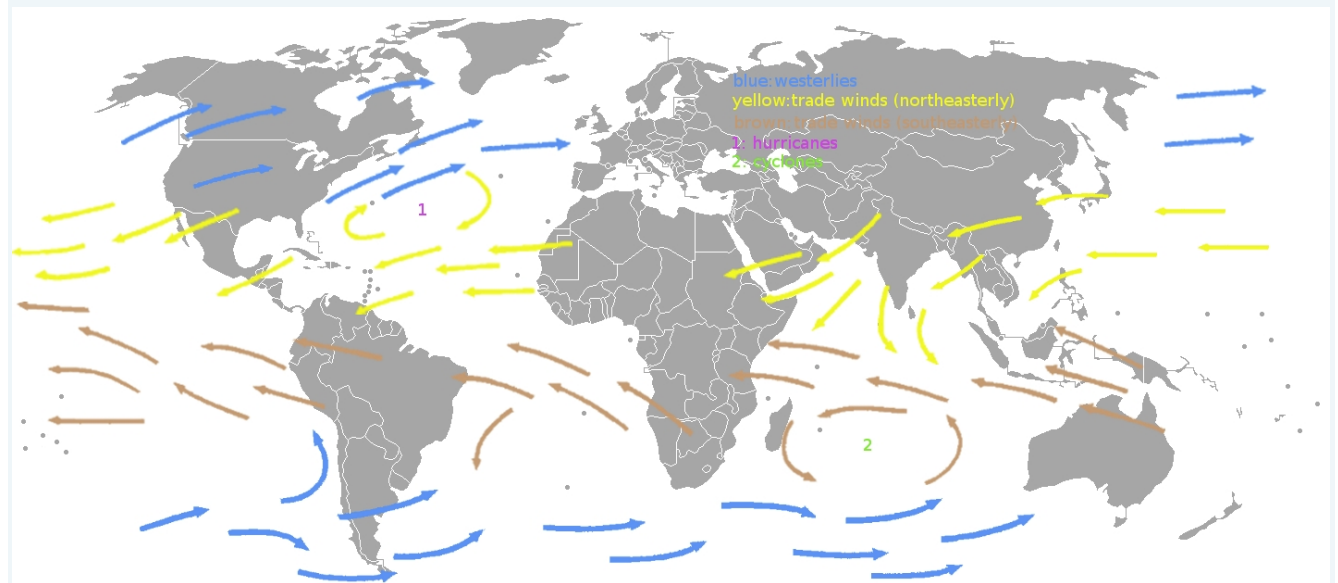 blue:westerlies
yellow:trade winds (northeasterly)
brown:trade winds (southeasterly)
1: hurricanes
2: cyclones
1
2